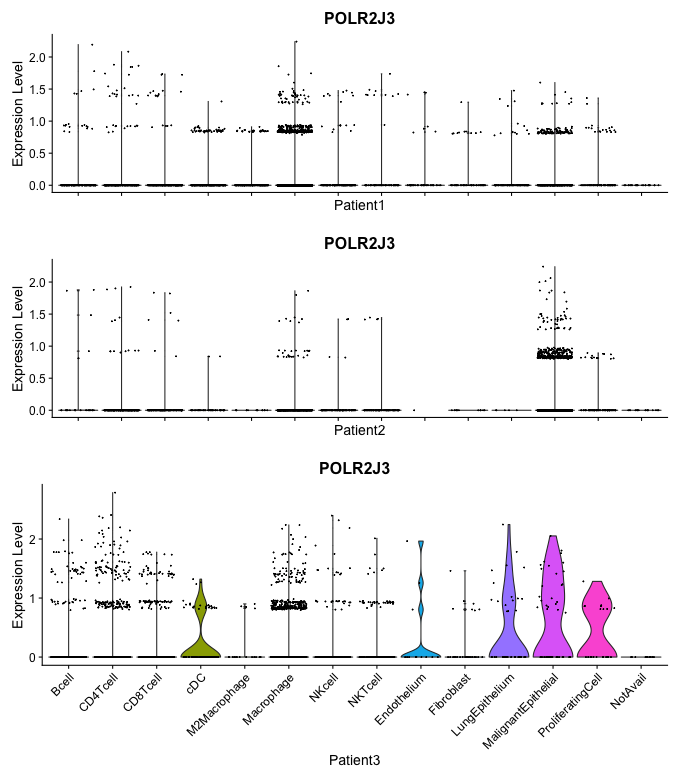 POLR2J3
Expression Level
2.0
1.5
1.0
0.5
0.0
Patient1
POLR2J3
Expression Level
2.0
1.5
1.0
0.5
0.0
Patient2
POLR2J3
Expression Level
2
1
0
Bcell
CD4Tcell
CD8Tcell
cDC
M2Macrophage
Macrophage
NKcell
NKTcell
Endothelium
Fibroblast
LungEpithelium
MalignantEpithelial
ProliferatingCell
NotAvail
Patient3